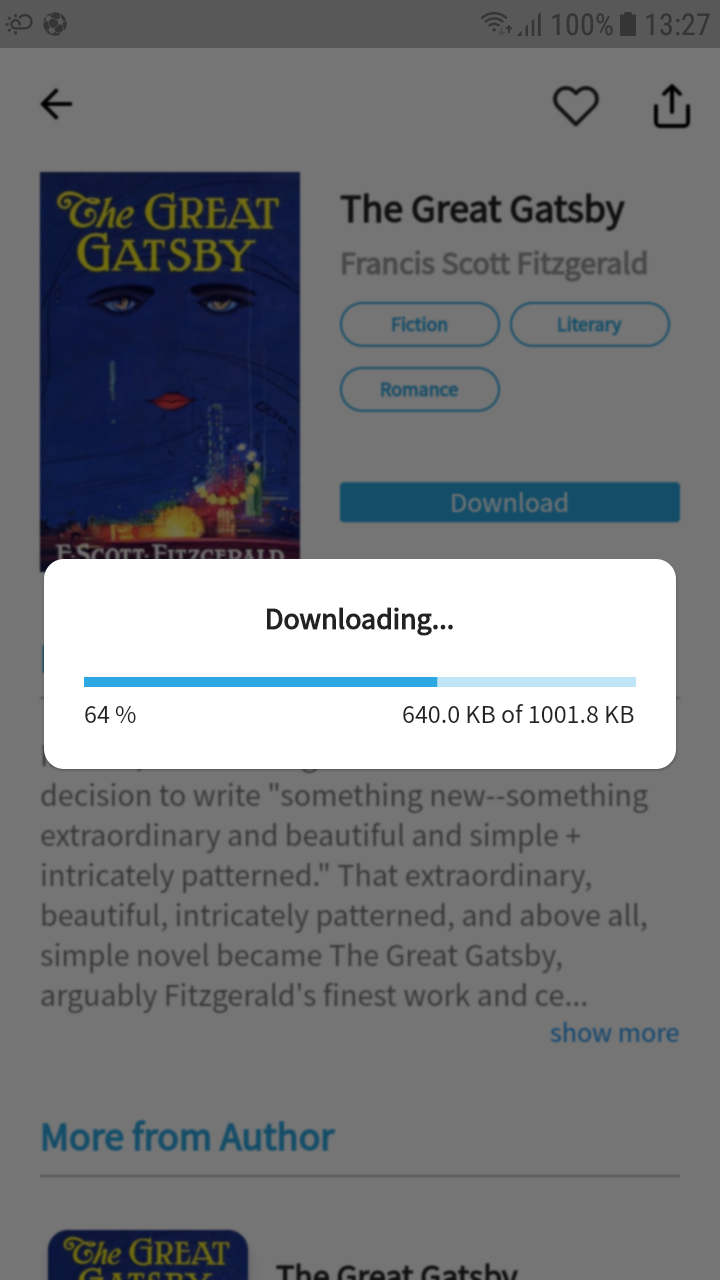 100% 13:27
The GREAT
GATSBY
F. SCOTT FITZGERALD
The Great Gatsby
Francis Scott Fitzgerald
Fiction
Literary
Romance
Download
Downloading...
64 %
640.0 KB of 1001.8 KB
decision to write "something new--something
extraordinary and beautiful and simple +
intricately patterned." That extraordinary,
beautiful, intricately patterned, and above all,
simple novel became The Great Gatsby,
arguably Fitzgerald's finest work and ce...
show more
More from Author
The GREAT
GATSBY
The Great Gatsby